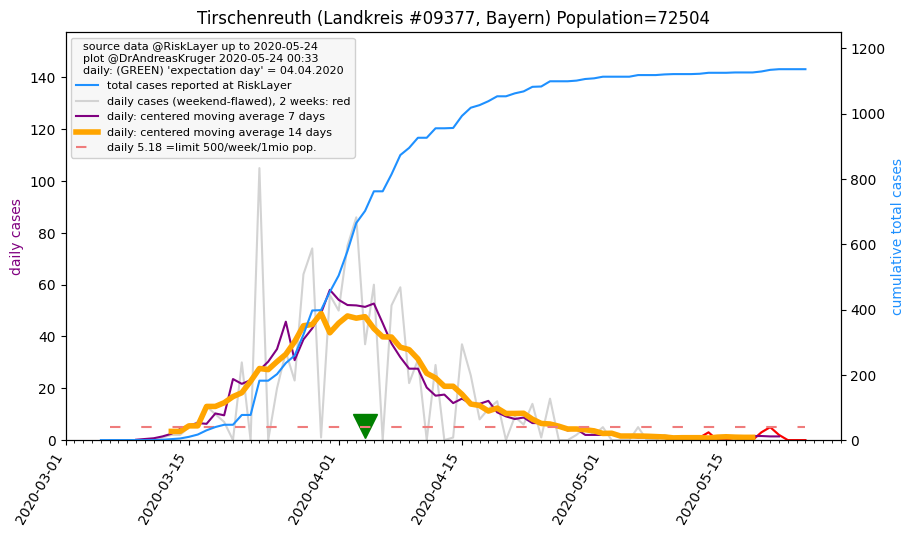 Tirschenreuth (Landkreis #09377, Bayern) Population=72504
source data @RiskLayer up to 2020-05-24
plot @DrAndreasKruger 2020-05-24 00:33
daily: (GREEN) 'expectation day' = 04.04.2020
total cases reported at RiskLayer
daily cases (weekend-flawed), 2 weeks: red
daily: centered moving average 7 days
daily: centered moving average 14 days
daily 5.18 =limit 500/week/1mio pop.
daily cases
140
120
100
80
60
40
20
0
cumulative total cases
1200
1000
800
600
400
200
0
2020-03-01
2020-03-15
2020-04-01
2020-04-15
2020-05-01
2020-05-15